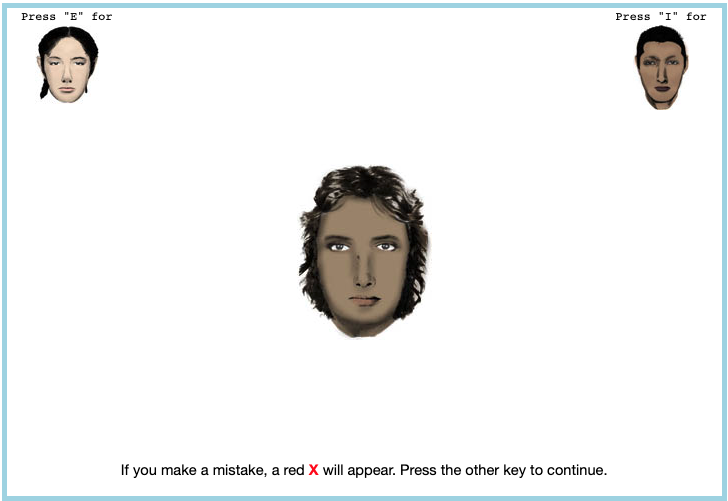 Press "E" for
Press "I" for
If you make a mistake, a red X will appear. Press the other key to continue.